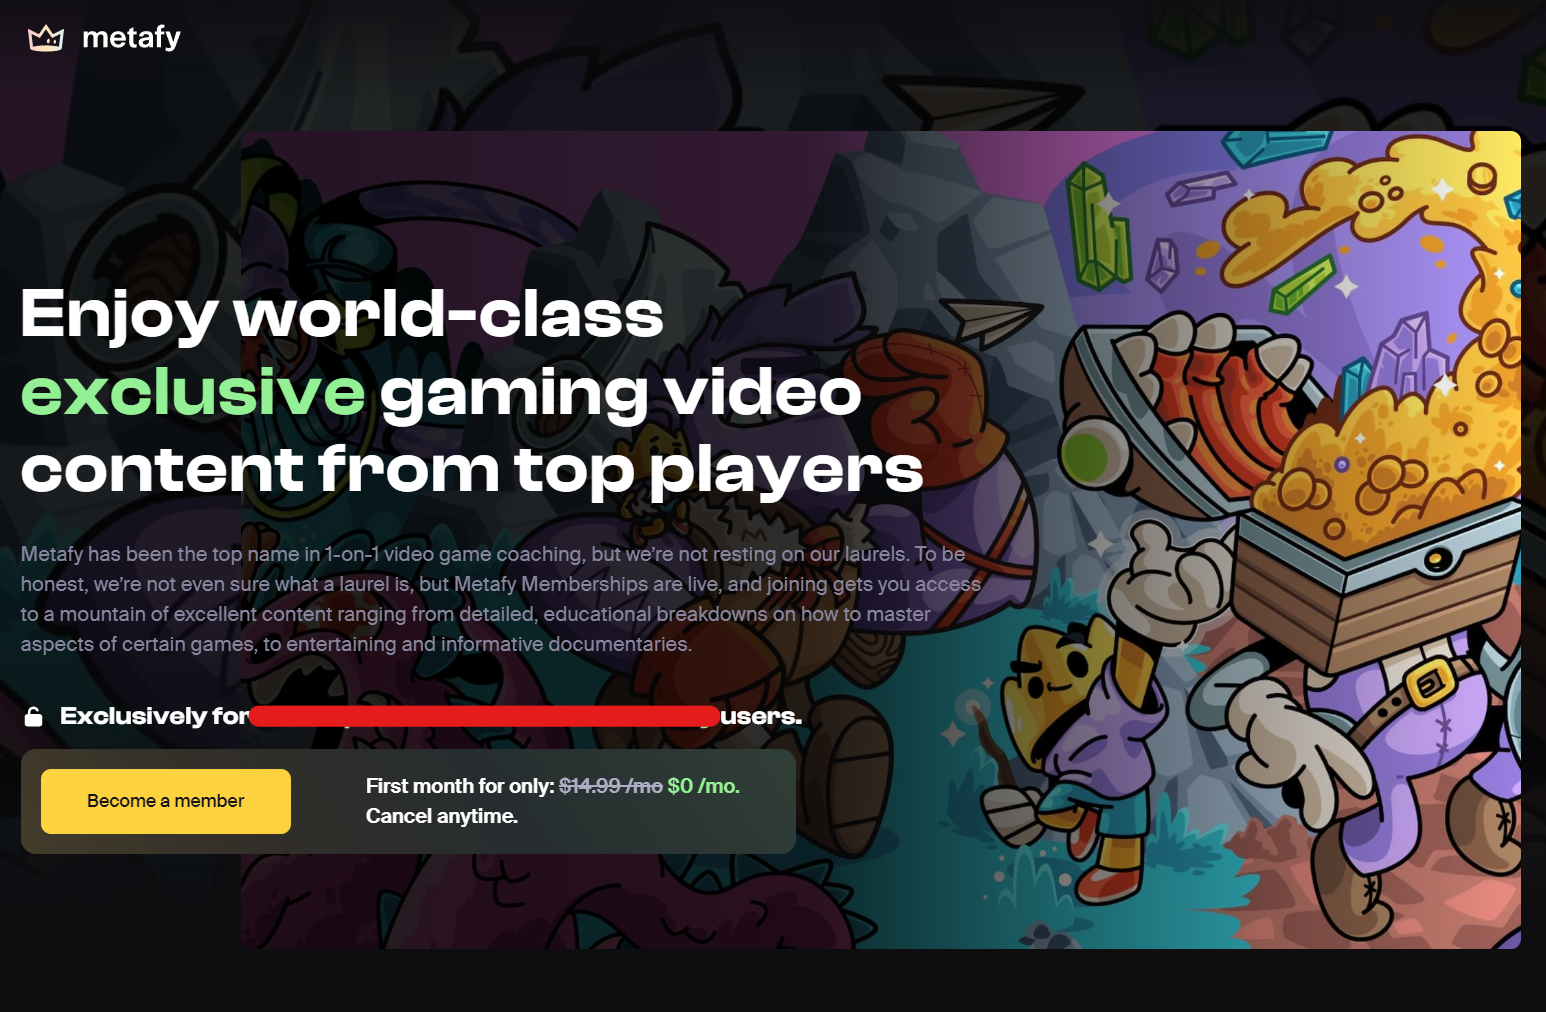 metafy
Enjoy world-class
exclusive gaming video
content from top players
Metafy has been the top name in 1-on-1 video game coaching, but we’re not resting on our laurels. To be
honest, we’re not even sure what a laurel is, but Metafy Memberships are live, and joining gets you access
to a mountain of excellent content ranging from detailed, educational breakdowns on how to master
aspects of certain games, to entertaining and informative documentaries.
Exclusively for users.
Become a member
First month for only: $14.99 /mo $0 /mo.
Cancel anytime.